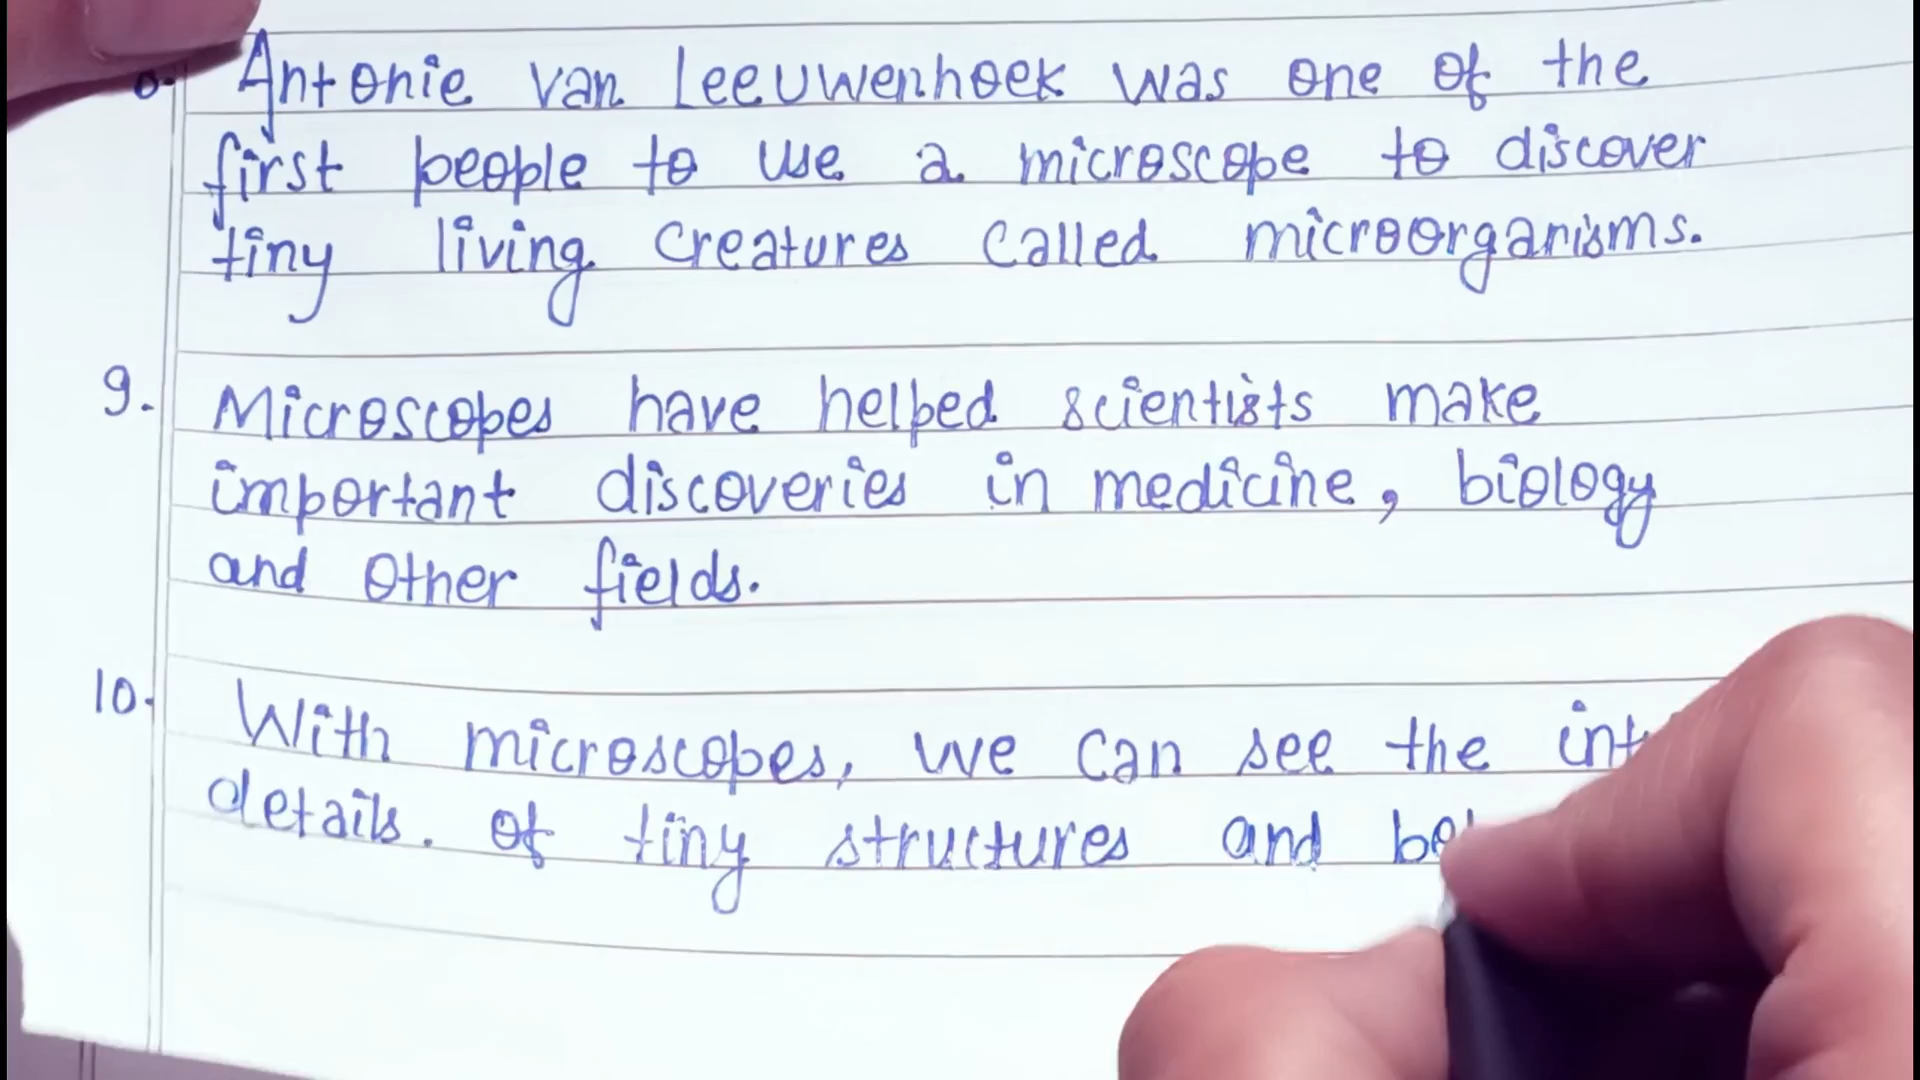 Antonie van Leeuwenhoek was one of the
first people to use a microscope to discover
tiny living creatures called microorganisms.
9. Microscopes have helped scientists make
important discoveries in medicine, biology
and other fields.
10. With microscopes, we can see the
details. of tiny structures and